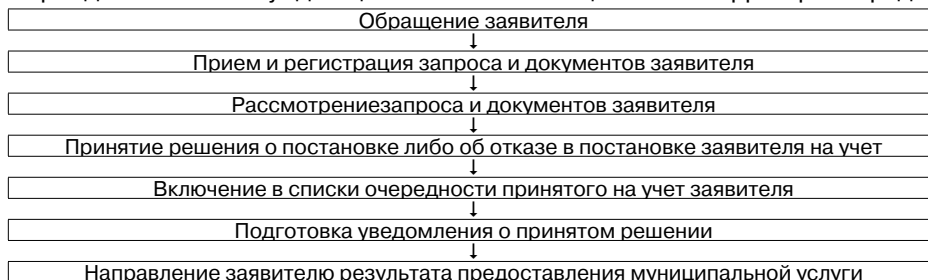 Обращение заявителя
↓
Прием и регистрация запроса и документов заявителя
↓
Рассмотрениезапроса и документов заявителя
↓
Принятие решения о постановке либо об отказе в постановке заявителя на учет
↓
Включение в списки очередности принятого на учет заявителя
↓
Подготовка уведомления о принятом решении
↓
Направление заявителю результата предоставления муниципальной услуги